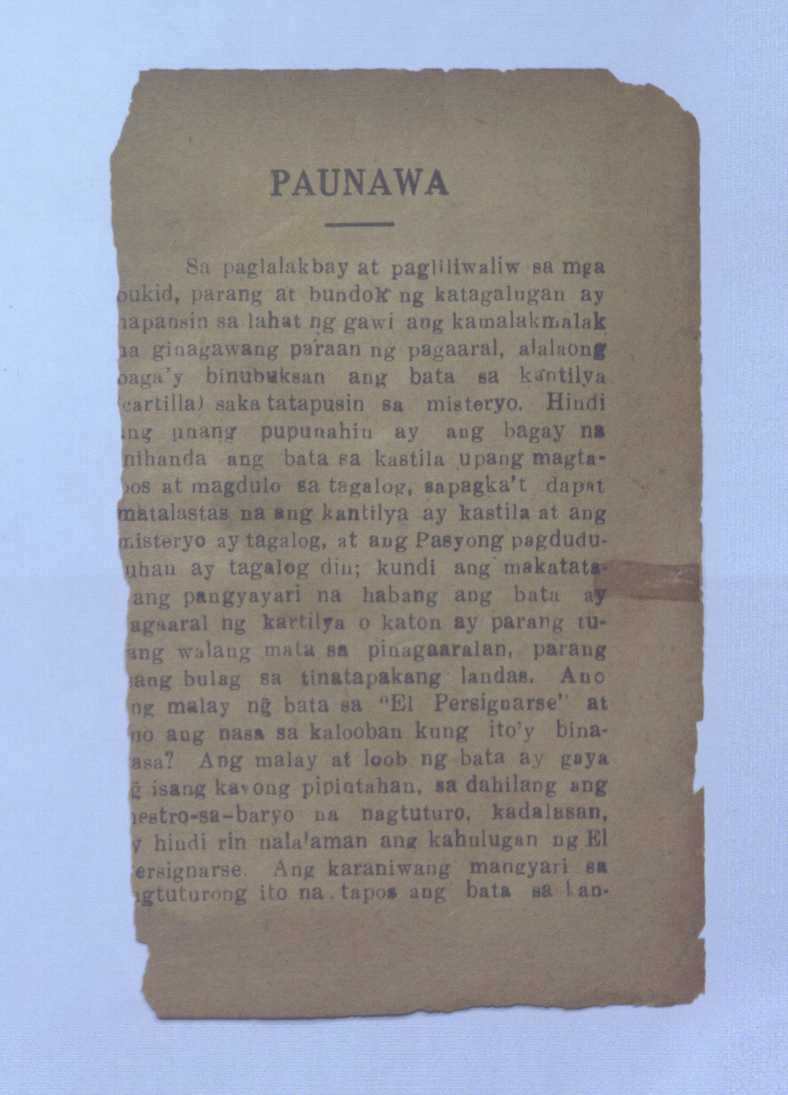 PAUNAWA
Sa paglalakbay at pagliliwaliw sa mga
bukid, parang at bundok ng katagalugan ay
napansin sa lahat ng gawi ang kamalakmalak
na ginagawang paraan ng pagaaral, alalaong
baga'y binubuksan ang bata sa kantilya
(cartilla) saka tatapusin sa misteryo. Hindi
ang unang pupunahin ay ang bagay na
inihanda ang bata sa kastila upang magta-
pos at magdulo sa tagalog, sapagka't dapat
matalastas na ang kantilya ay kastila at ang
misteryo ay tagalog, at ang Pasyong pagdudu-
uhan ay tagalog din; kundi ang makatata-
ang pangyayari na habang ang bata ay
agaaral ng kartilya o katon ay parang tu-
ang walang mata sa pinagaaralan, parang
ang bulag sa tinatapakang landas. Ano
ng malay ng̃ bata sa "El Persignarse" at
no ang nasa sa kalooban kung ito'y bina-
asa? Ang malay at loob ng bata ay gaya
g̃ isang kayong pipintahan, sa dahilang ang
estro-sa-baryo na nagtuturo, kadalasan,
y hindi rin nala'aman ang kahulugan ng El
ersignarse. Ang karaniwang mangyari sa
gtuturong ito na tapos ang bata sa kan-